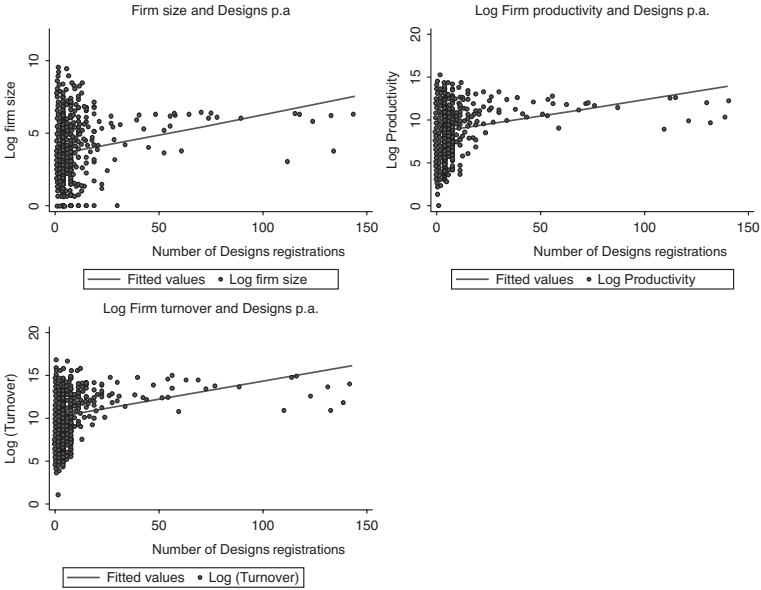 Firm size and Designs p.a
Log firm size
10
5
0
0 50 100 150
Number of Designs registrations
Fitted values Log firm size
Log Firm productivity and Designs p.a.
Log Productivity
20
15
10
5
0
0 50 100 150
Number of Designs registrations
Fitted values Log Productivity
Log Firm turnover and Designs p.a.
Log (Turnover)
20
15
10
5
0
0 50 100 150
Number of Designs registrations
Fitted values Log (Turnover)